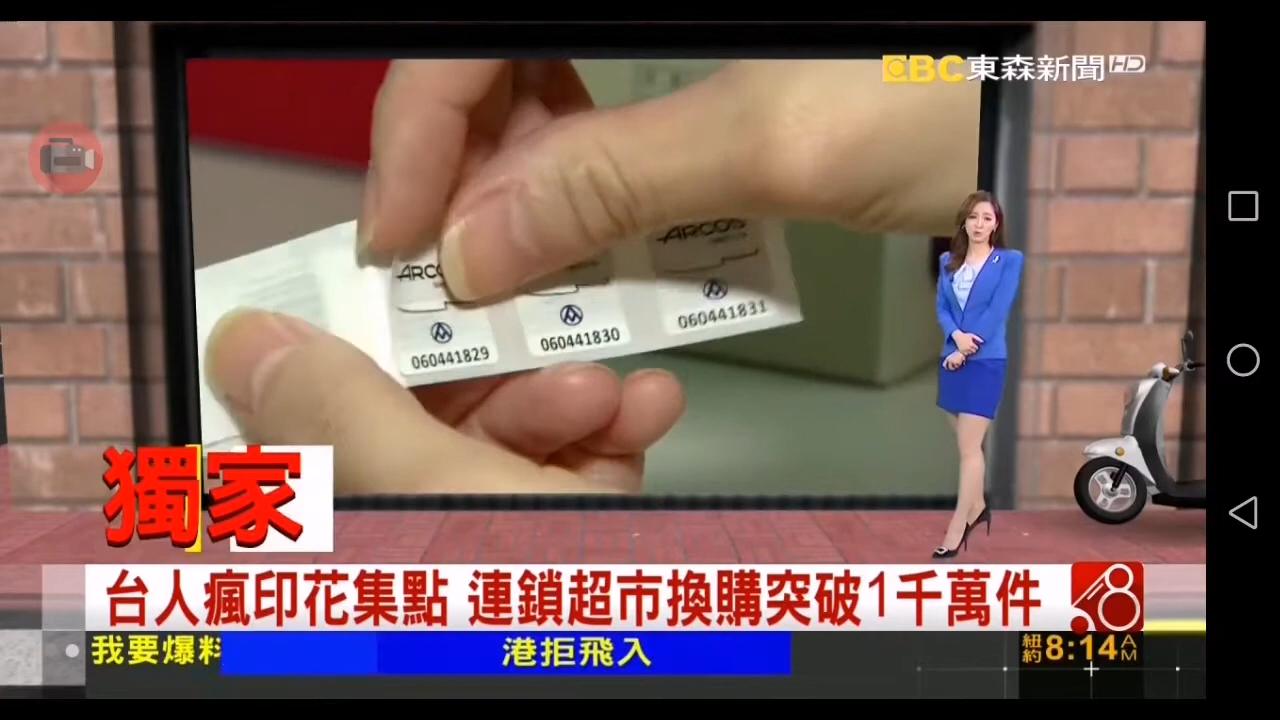 EBC東森新聞HD
ARCOS
ARCOS
060441829
060441830
060441831
獨家
台人瘋印花集點 連鎖超市換購突破1千萬件
我要爆料
港拒飛入
紐約8:14AM